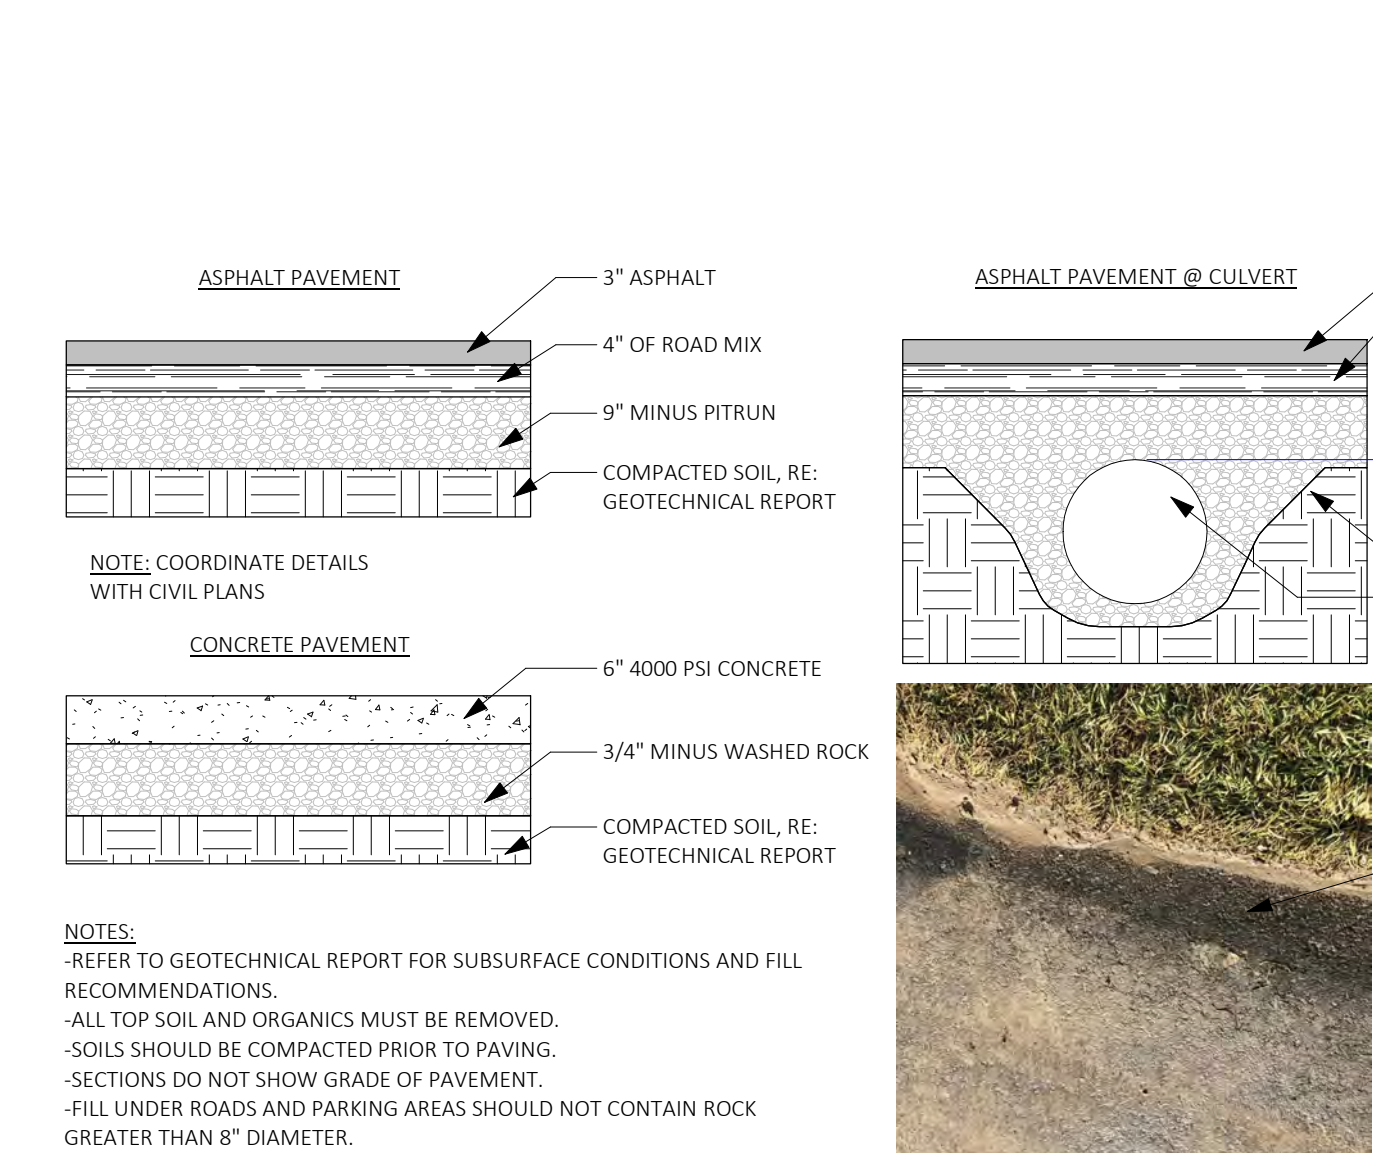 ASPHALT PAVEMENT
3" ASPHALT
4" OF ROAD MIX
9" MINUS PITRUN
COMPACTED SOIL, RE:
GEOTECHNICAL REPORT
NOTE: COORDINATE DETAILS
WITH CIVIL PLANS
ASPHALT PAVEMENT @ CULVERT
CONCRETE PAVEMENT
6" 4000 PSI CONCRETE
3/4" MINUS WASHED ROCK
COMPACTED SOIL, RE:
GEOTECHNICAL REPORT
NOTES:
-REFER TO GEOTECHNICAL REPORT FOR SUBSURFACE CONDITIONS AND FILL
RECOMMENDATIONS.
-ALL TOP SOIL AND ORGANICS MUST BE REMOVED.
-SOILS SHOULD BE COMPACTED PRIOR TO PAVING.
-SECTIONS DO NOT SHOW GRADE OF PAVEMENT.
-FILL UNDER ROADS AND PARKING AREAS SHOULD NOT CONTAIN ROCK
GREATER THAN 8" DIAMETER.